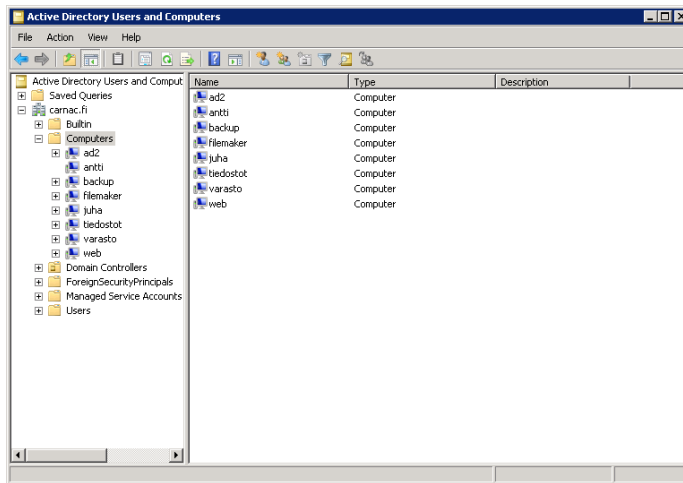 Active Directory Users and Computers
File Action View Help
Active Directory Users and Comput
Saved Queries
carnac.fi
Builtin
Computers
ad2
antti
backup
filemaker
juha
tiedostot
varasto
web
Domain Controllers
ForeignSecurityPrincipals
Managed Service Accounts
Users
Name Type Description
ad2 Computer
antti Computer
backup Computer
filemaker Computer
juha Computer
tiedostot Computer
varasto Computer
web Computer